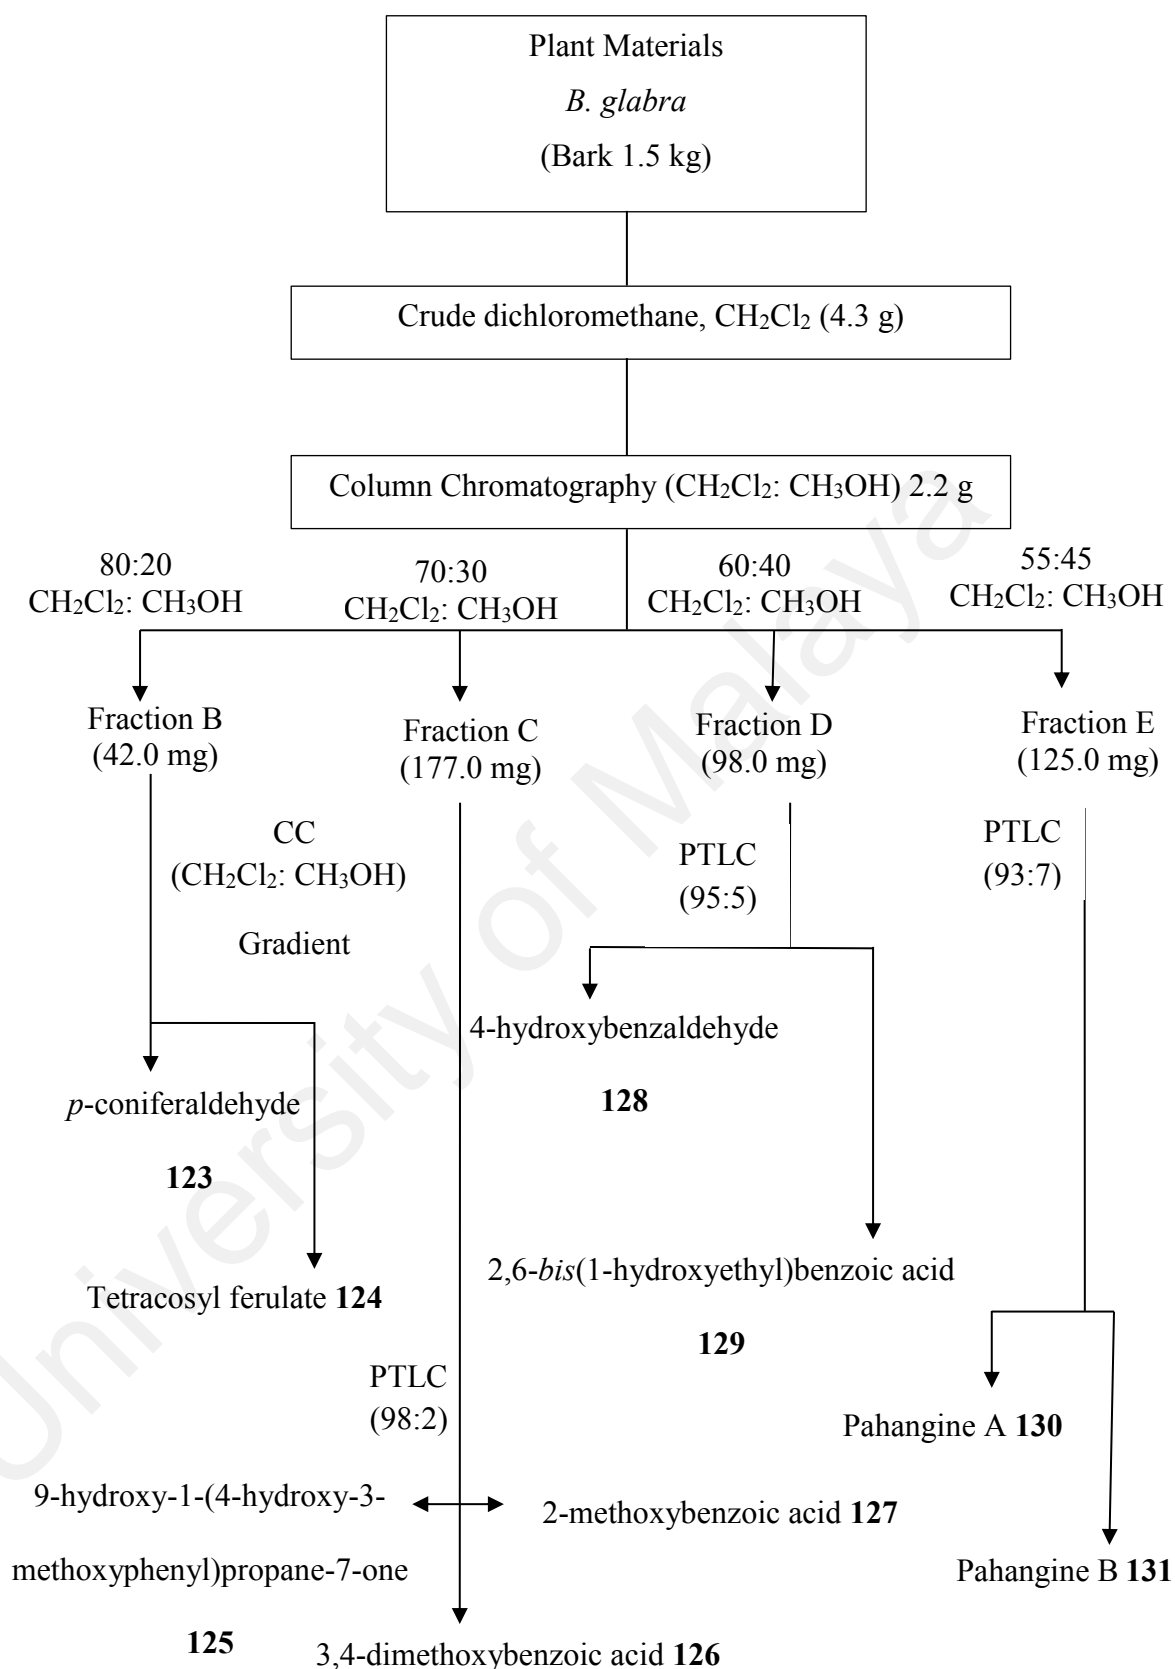 Plant Materials
B. glabra
(Bark 1.5 kg)
Crude dichloromethane, CH₂Cl₂ (4.3 g)
Column Chromatography (CH₂Cl₂: CH₃OH) 2.2 g
80:20
CH₂Cl₂: CH₃OH
70:30
CH₂Cl₂: CH₃OH
60:40
CH₂Cl₂: CH₃OH
55:45
CH₂Cl₂: CH₃OH
Fraction B
(42.0 mg)
Fraction C
(177.0 mg)
Fraction D
(98.0 mg)
Fraction E
(125.0 mg)
CC
(CH₂Cl₂: CH₃OH)
Gradient
PTLC
(95:5)
PTLC
(93:7)
4-hydroxybenzaldehyde
128
p-coniferaldehyde
123
2,6-bis(1-hydroxyethyl)benzoic acid
129
Tetracosyl ferulate 124
PTLC
(98:2)
Pahangine A 130
9-hydroxy-1-(4-hydroxy-3-
methoxyphenyl)propane-7-one
125
2-methoxybenzoic acid 127
Pahangine B 131
3,4-dimethoxybenzoic acid 126
University of Malaya